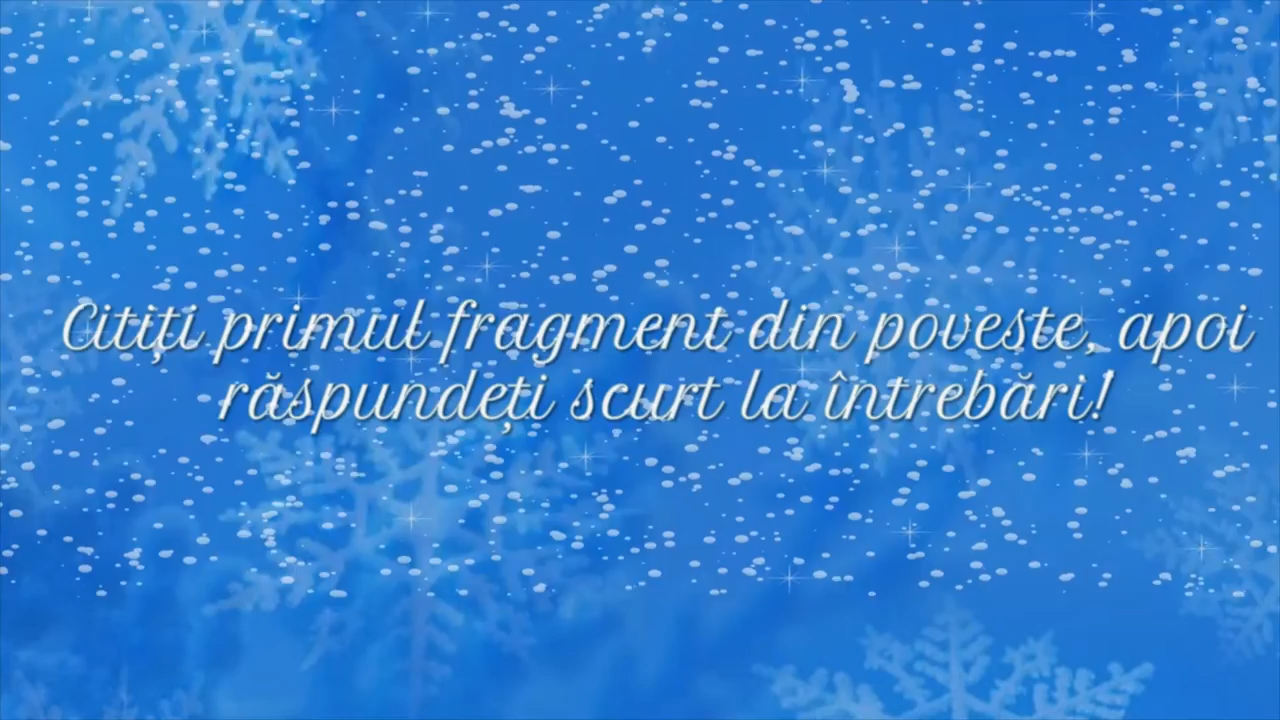 Citiți primul fragment din poveste, apoi
răspundeți scurt la întrebări!